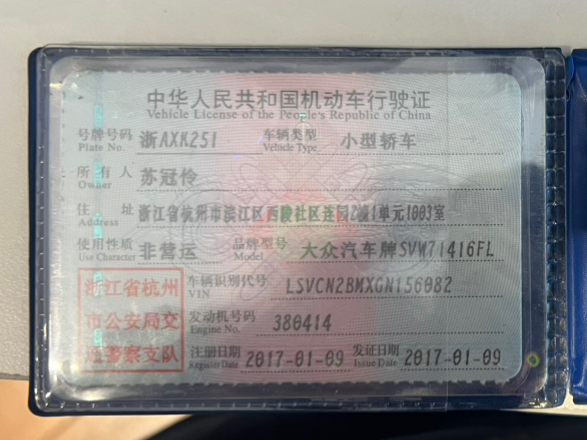 中华人民共和国机动车行驶证
Vehicle License of the People's Republic of China
号牌号码 浙AXK251 车辆类型 小型轿车
Plate No. Vehicle Type
所有人 苏冠伶
Owner
住址 浙江省杭州市滨江区西陵社区连园2幢1单元1003室
Address
使用性质 非营运 品牌型号 大众汽车牌SVW71416FL
Use Character Model
浙江省杭州市公安局交通警察支队
车辆识别代号 LSVCN2BMXGN156082
VIN
发动机号码 380414
Engine No.
注册日期 2017-01-09 发证日期 2017-01-09
Register Date Issue Date